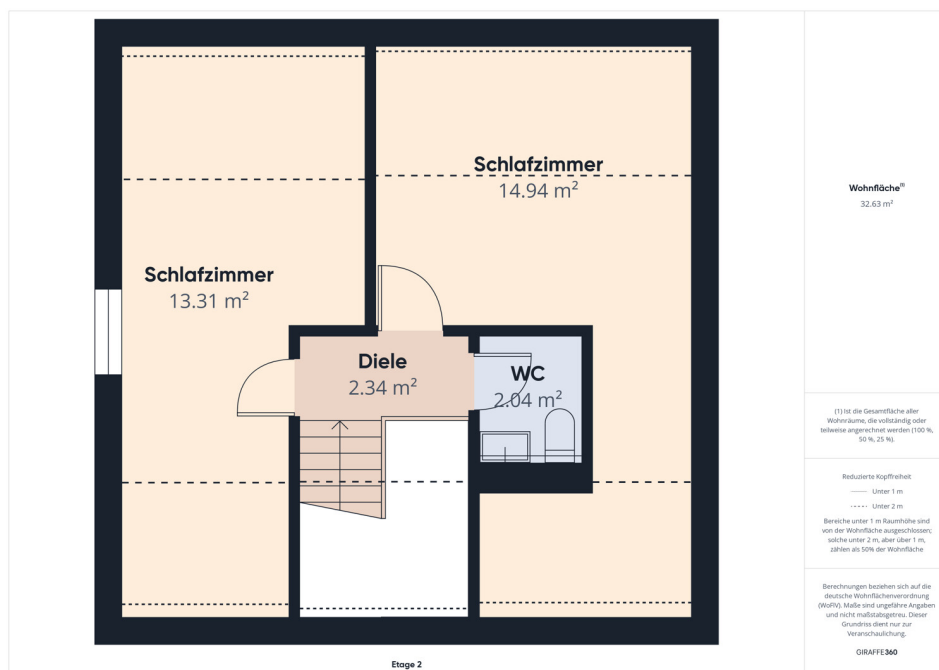 Schlafzimmer
14.94 m²
Schlafzimmer
13.31 m²
Diele
2.34 m²
WC
2.04 m²
Etage 2
Wohnfläche⁽¹⁾
32.63 m²
(1) Ist die Gesamtfläche aller
Wohnräume, die vollständig oder
teilweise angerechnet werden (100 %,
50 %, 25 %).
Reduzierte Kopffreiheit
Unter 1 m
Unter 2 m
Bereiche unter 1 m Raumhöhe sind
von der Wohnfläche ausgeschlossen;
solche unter 2 m, aber über 1 m,
zählen als 50% der Wohnfläche
Berechnungen beziehen sich auf die
deutsche Wohnflächenverordnung
(WoFlV). Maße sind ungefähre Angaben
und nicht maßstabsgetreu. Dieser
Grundriss dient nur zur
Veranschaulichung.
GIRAFFE360